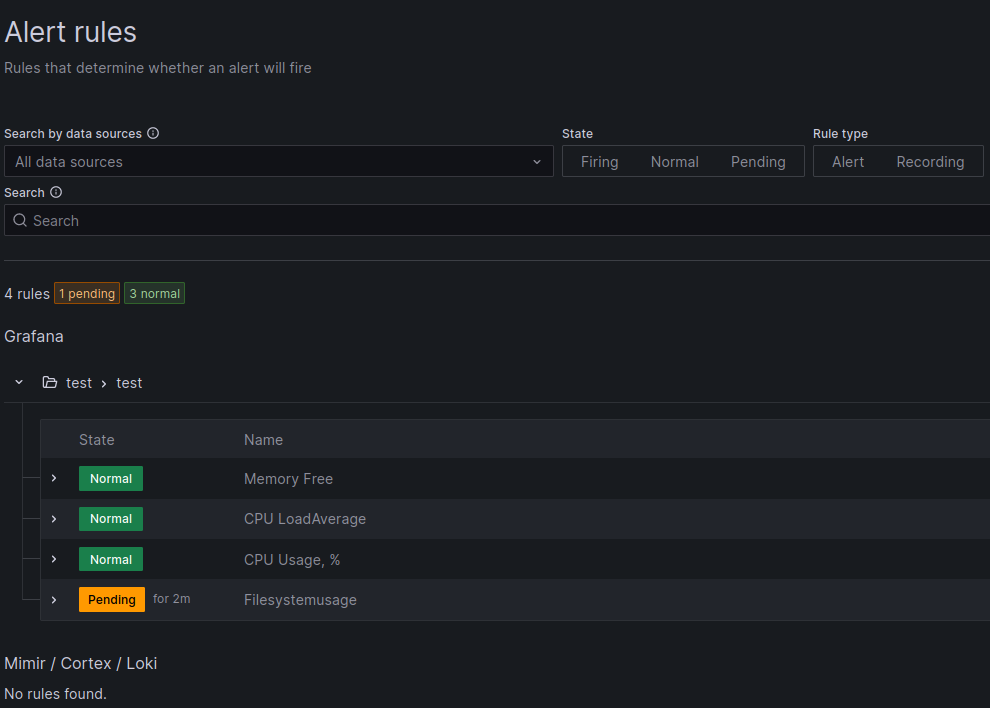 Alert rules
Rules that determine whether an alert will fire
Search by data sources State Rule type
All data sources Firing Normal Pending Alert Recording
Search
Search
4 rules 1 pending 3 normal
Grafana
test › test
State Name
Normal Memory Free
Normal CPU LoadAverage
Normal CPU Usage, %
Pending for 2m Filesystemusage
Mimir / Cortex / Loki
No rules found.